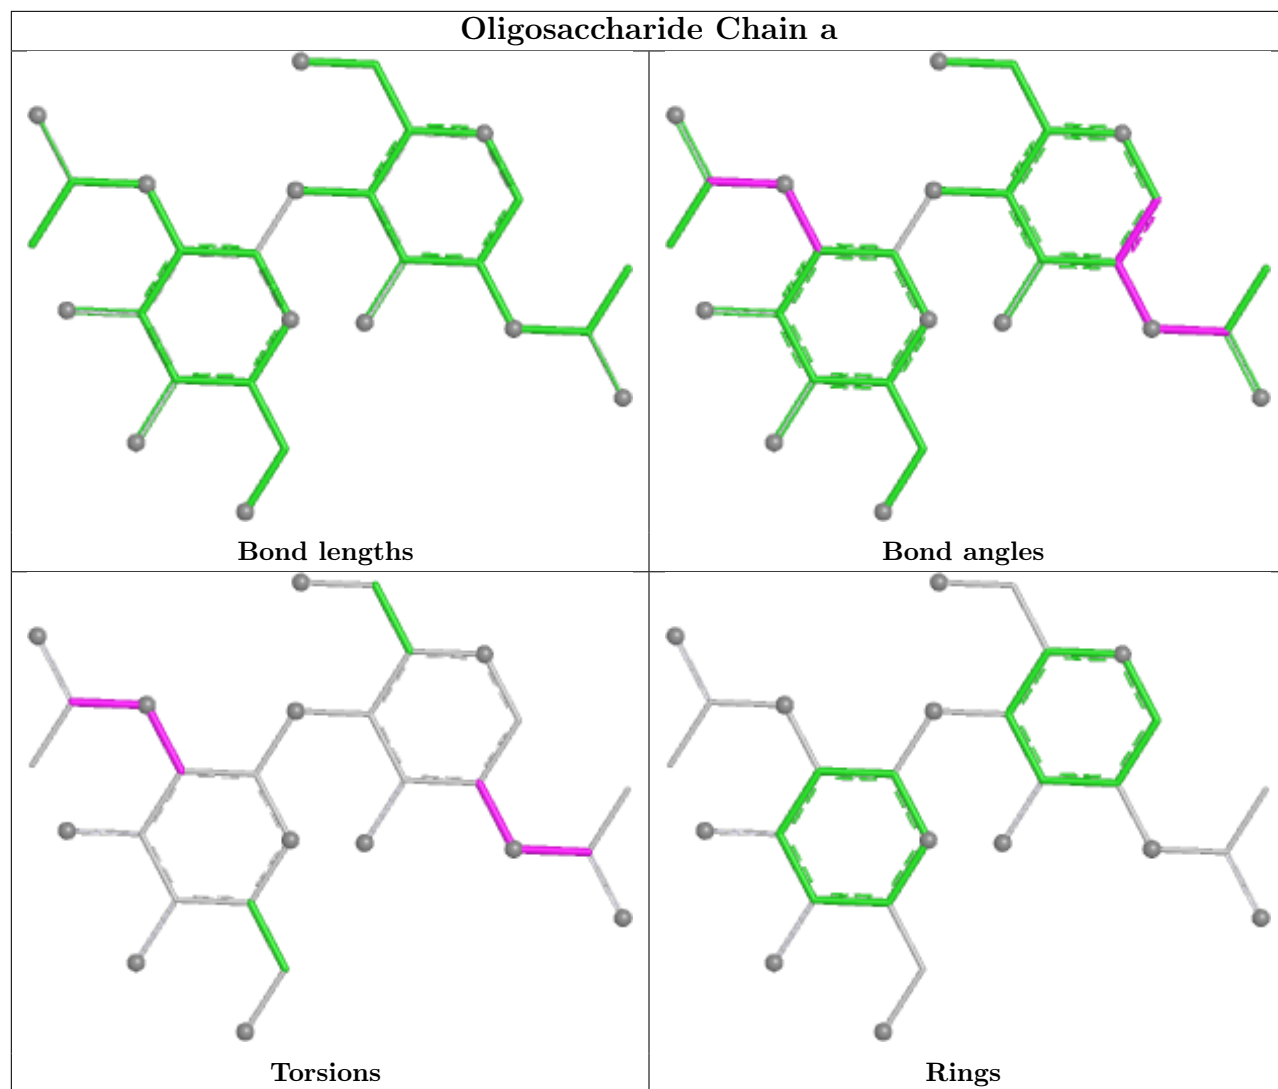 Oligosaccharide Chain a
Bond lengths
Bond angles
Torsions
Rings